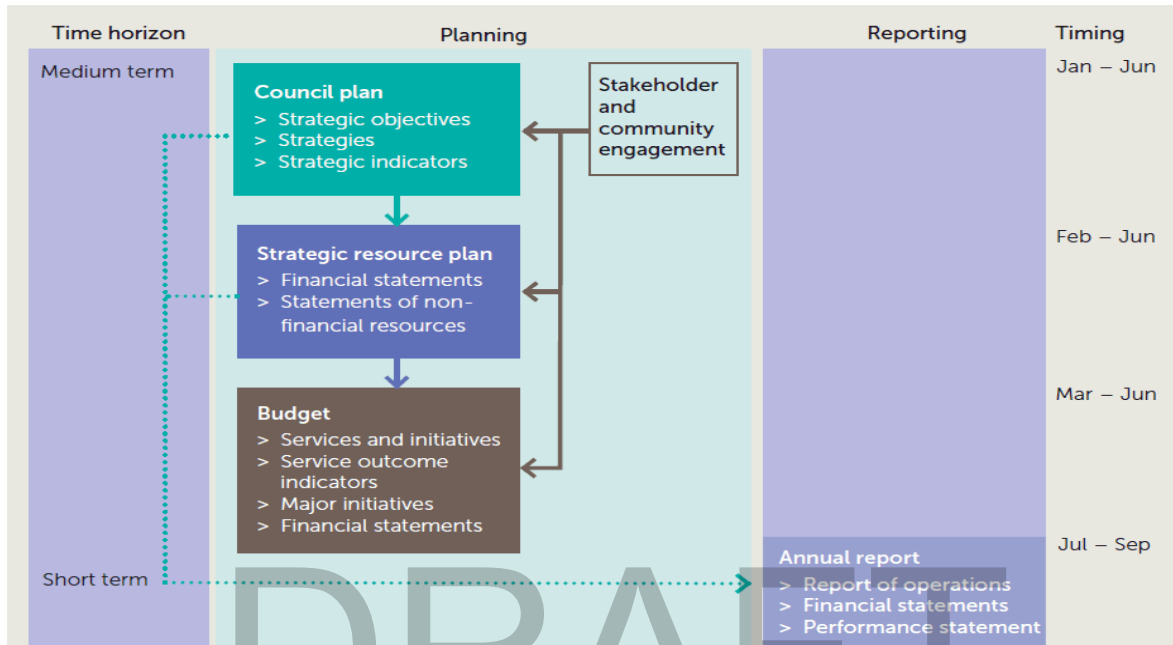 Time horizon
Planning
Reporting
Timing
Medium term
Jan – Jun
Council plan
> Strategic objectives
> Strategies
> Strategic indicators
Stakeholder
and
community
engagement
Feb – Jun
Strategic resource plan
> Financial statements
> Statements of non-
financial resources
Mar – Jun
Budget
> Services and initiatives
> Service outcome
indicators
> Major initiatives
> Financial statements
Jul – Sep
Short term
Annual report
> Report of operations
> Financial statements
> Performance statement
DRAFT